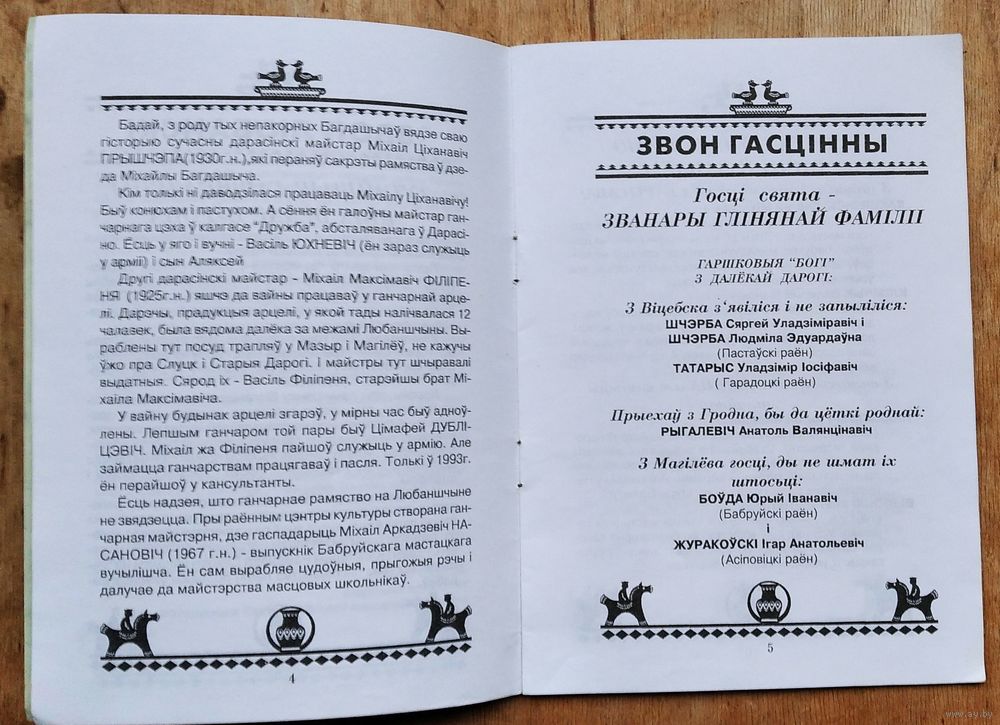 Бадай, з роду тых непакорных Багдашычаў вядзе сваю
гісторыю сучасны дарасінскі майстар Міхаіл Ціханавіч
ПРЫШЧЭПА(1930г.н.),які пераняў сакрэты рамяства ў дзе-
да Міхайлы Багдашыча.
Кім толькі ні даводзілася працаваць Міхаілу Ціханавічу!
Быў конюхам і пастухом. А сёння ён галоўны майстар ган-
чарнага цэха ў калгасе "Дружба", абсталяванага ў Дарасі-
но. Ёсць у яго і вучні - Васіль ЮХНЕВІЧ (ён зараз служыць
у арміі) і сын Аляксей
Другі дарасінскі майстар - Міхаіл Максімавіч ФІЛІПЕ-
НЯ (1925г.н.) яшчэ да вайны працаваў у ганчарнай арце-
лі. Дарэчы, прадукцыя арцелі, у якой тады налічвалася 12
чалавек, была вядома далёка за межамі Любаншчыны. Вы-
раблены тут посуд трапляў у Мазыр і Магілёў, не кажучы
ўжо пра Слуцк і Старыя Дарогі. І майстры тут шчыравалі
выдатныя. Сярод іх - Васіль Філіпеня, старэйшы брат Мі-
хаіла Максімавіча.
У вайну будынак арцелі згарэў, у мірны час быў адноў-
лены. Лепшым ганчаром той пары быў Цімафей ДУБЛІ-
ЦЭВІЧ. Міхаіл жа Філіпеня пайшоў служыць у армію. Але
займацца ганчарствам працягаваў і пасля. Толькі ў 1993г.
ён перайшоў у кансультанты.
Ёсць надзея, што ганчарнае рамяство на Любаншчыне
не звядзецца. Пры раённым цэнтры культуры створана ган-
чарная майстэрня, дзе гаспадарыць Міхаіл Аркадзевіч НА-
САНОВІЧ (1967 г.н.) - выпускнік Бабруйскага мастацкага
вучылішча. Ён сам вырабляе цудоўныя, прыгожыя рэчы і
далучае да майстэрства масцовых школьнікаў.
4
ЗВОН ГАСЦІННЫ
Госці свята -
ЗВАНАРЫ ГЛІНЯНАЙ ФАМІЛІІ
ГАРШКОВЫЯ "БОГІ"
З ДАЛЁКАЙ ДАРОГІ:
З Віцебска з'явіліся і не запыліліся:
ШЧЭРБА Сяргей Уладзіміравіч і
ШЧЭРБА Людміла Эдуардаўна
(Пастаўскі раён)
ТАТАРЫС Уладзімір Іосіфавіч
( Гарадоцкі раён)
Прыехаў з Гродна, бы да цёткі роднай:
РЫГАЛЕВІЧ Анатоль Валянцінавіч
З Магілёва госці, ды не шмат іх
штосьці:
БОЎДА Юрый Іванавіч
(Бабруйскі раён)
і
ЖУРАКОЎСКІ Ігар Анатольевіч
(Асіповіцкі раён)
5
www.ay.by